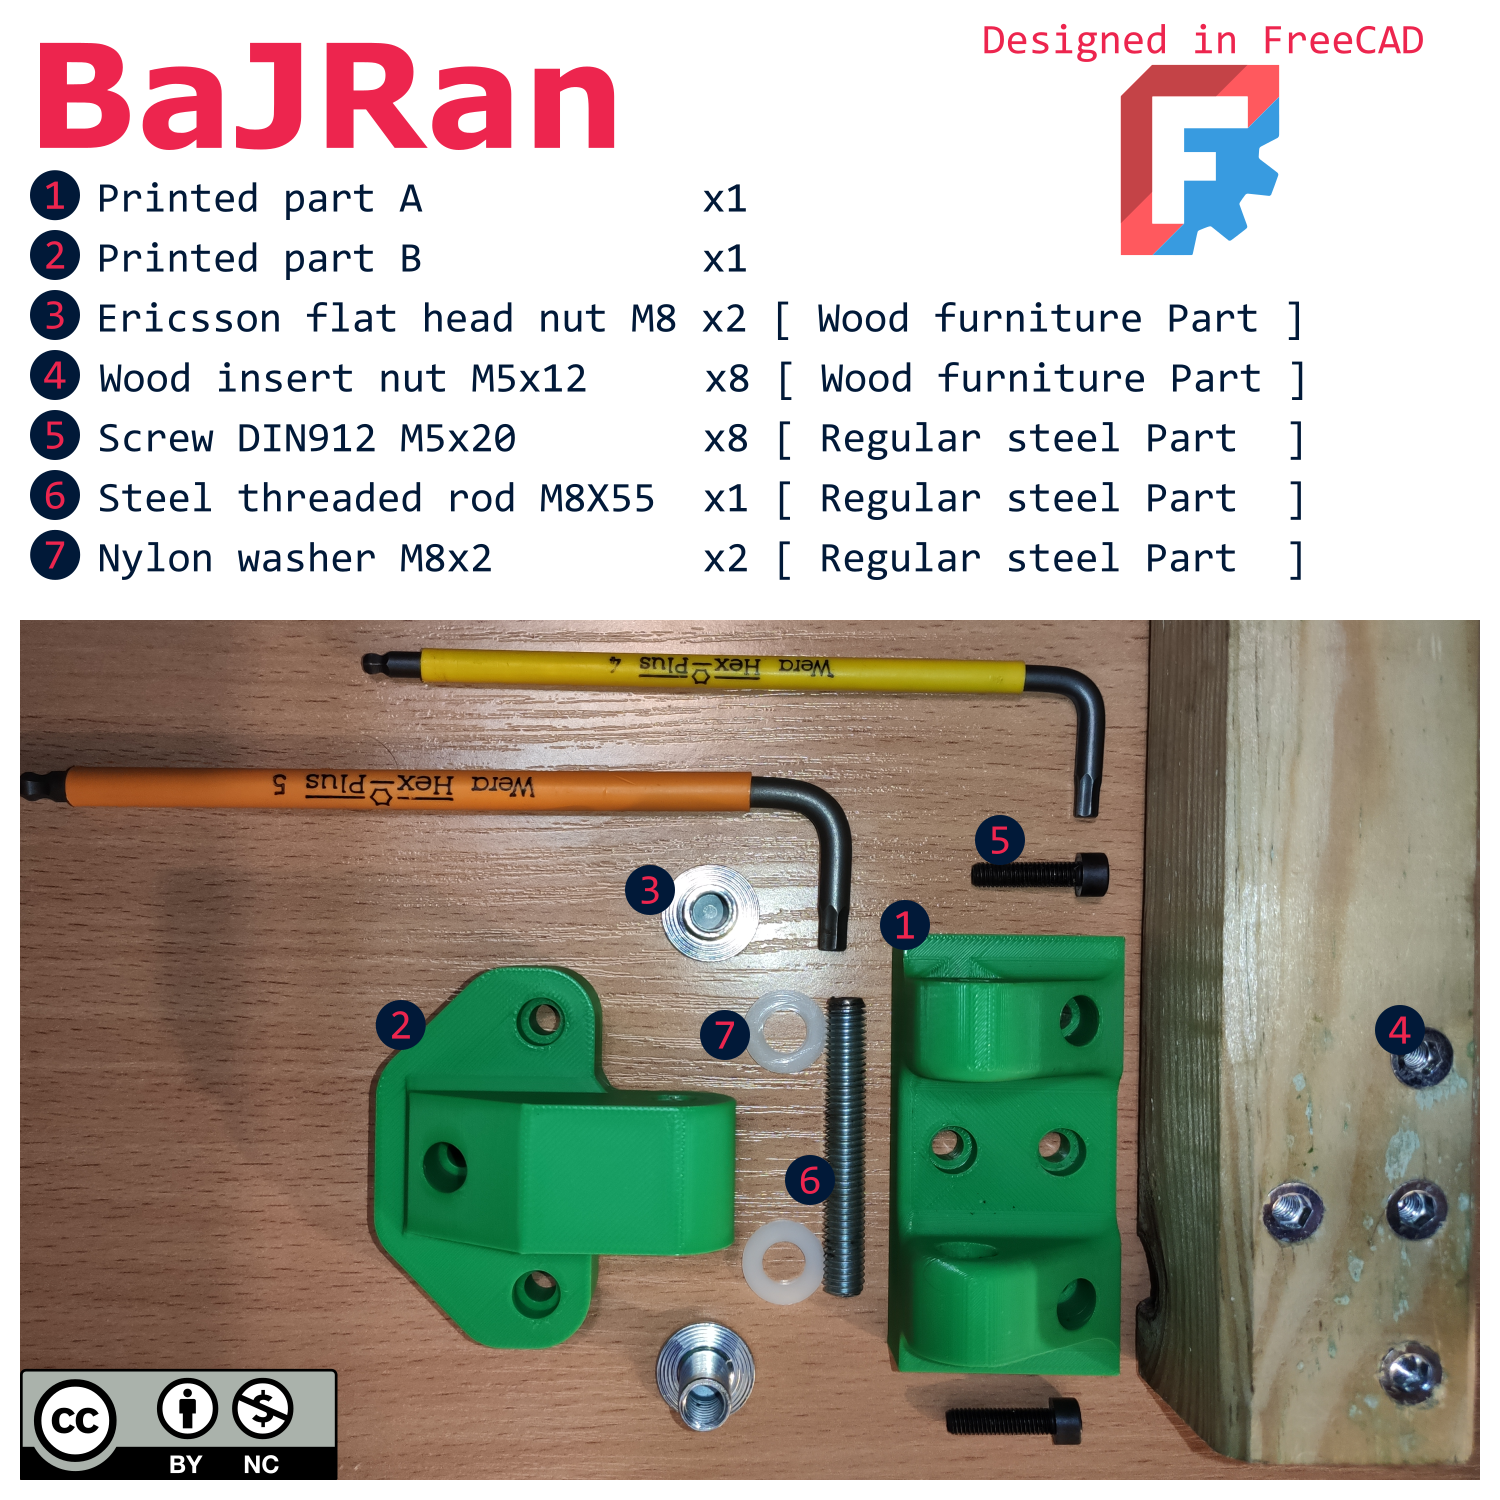 BaJRan
Designed in FreeCAD
1 Printed part A x1
2 Printed part B x1
3 Ericsson flat head nut M8 x2 [ Wood furniture Part ]
4 Wood insert nut M5x12 x8 [ Wood furniture Part ]
5 Screw DIN912 M5x20 x8 [ Regular steel Part ]
6 Steel threaded rod M8X55 x1 [ Regular steel Part ]
7 Nylon washer M8x2 x2 [ Regular steel Part ]
Wera Hex-Plus 4
Wera Hex-Plus 5
5
3
1
2
7
4
6
cc
BY NC